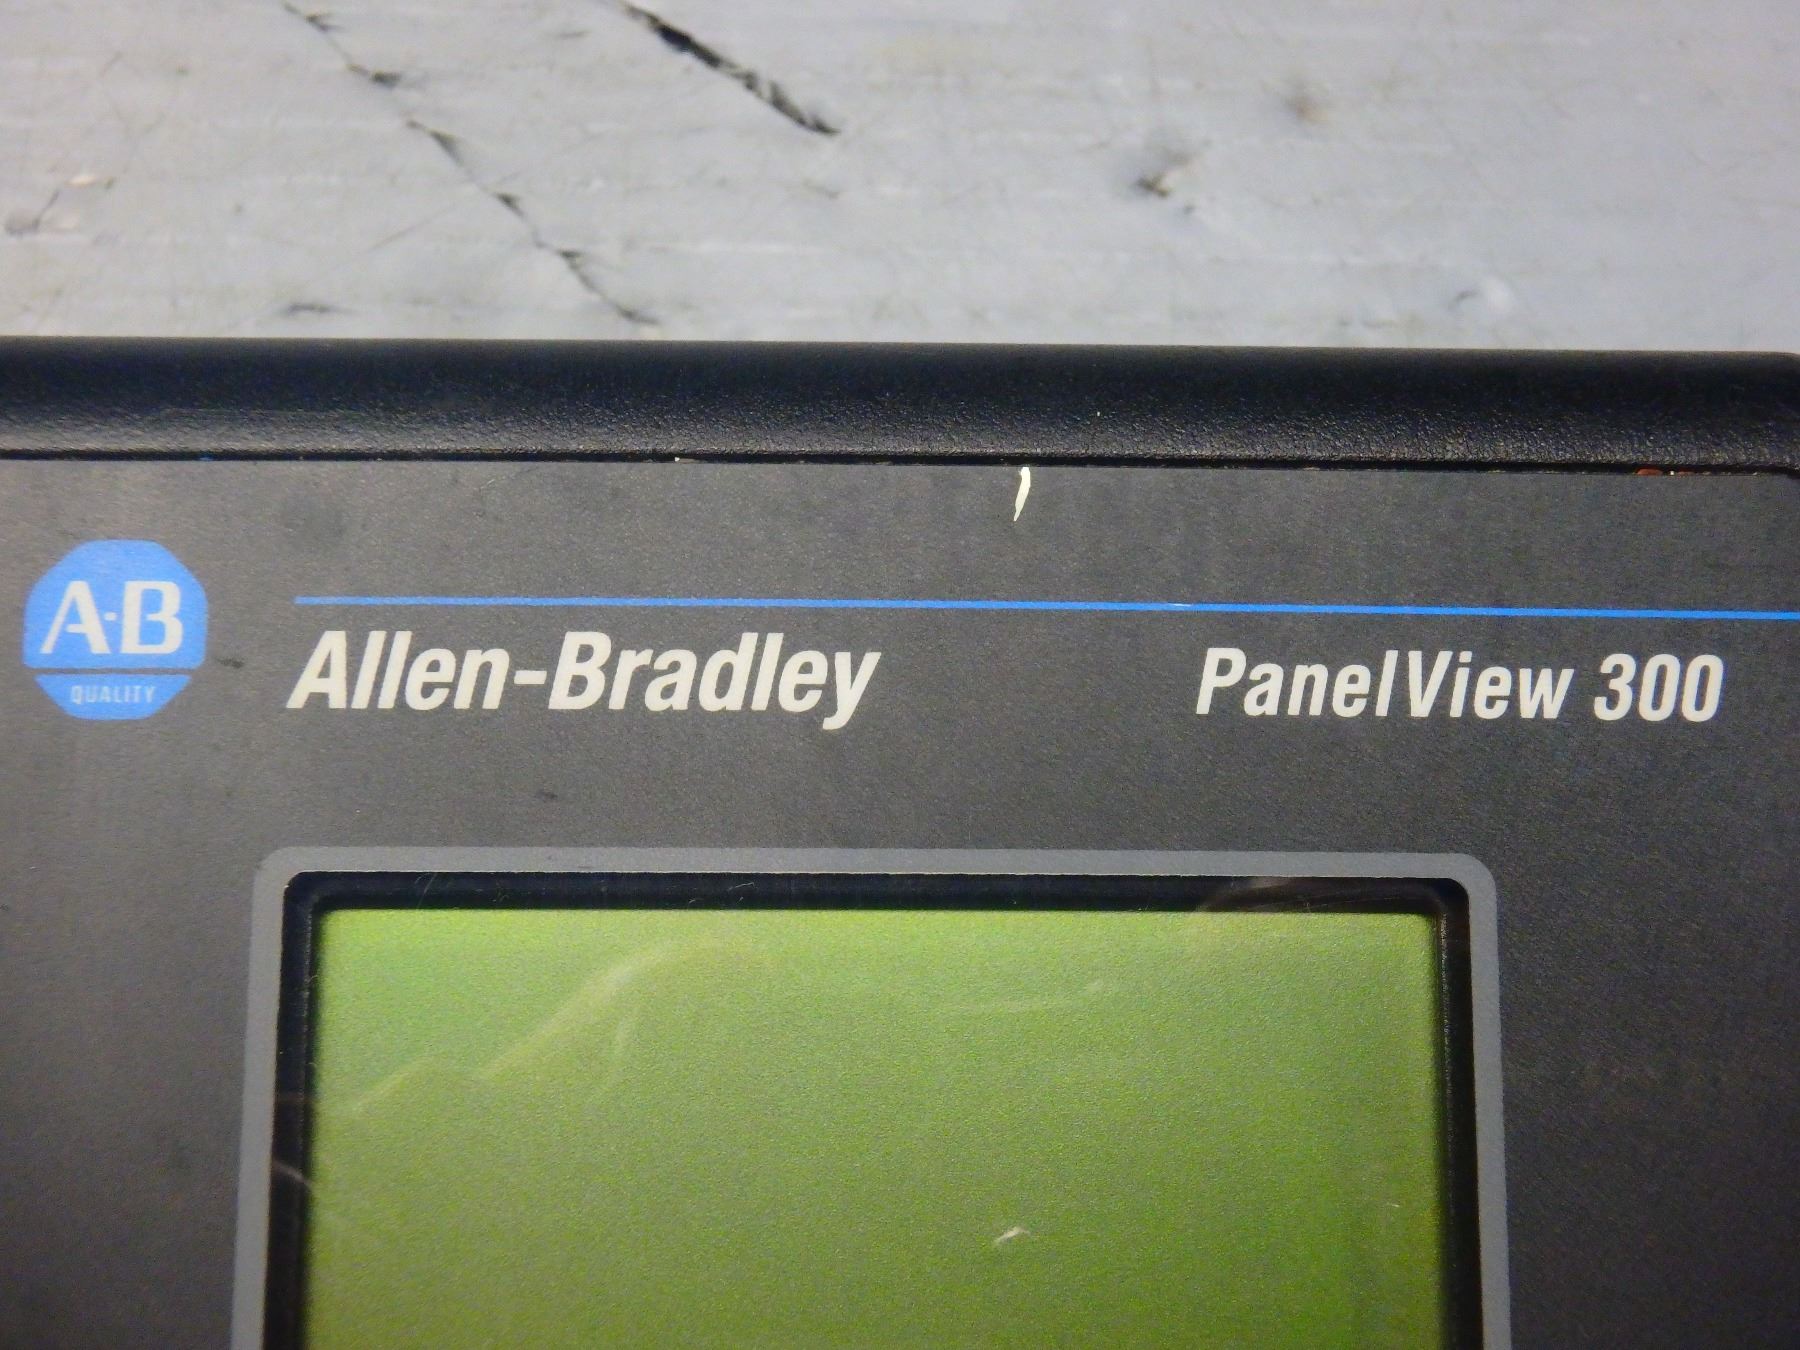 A-B
QUALITY
Allen-Bradley
PanelView 300